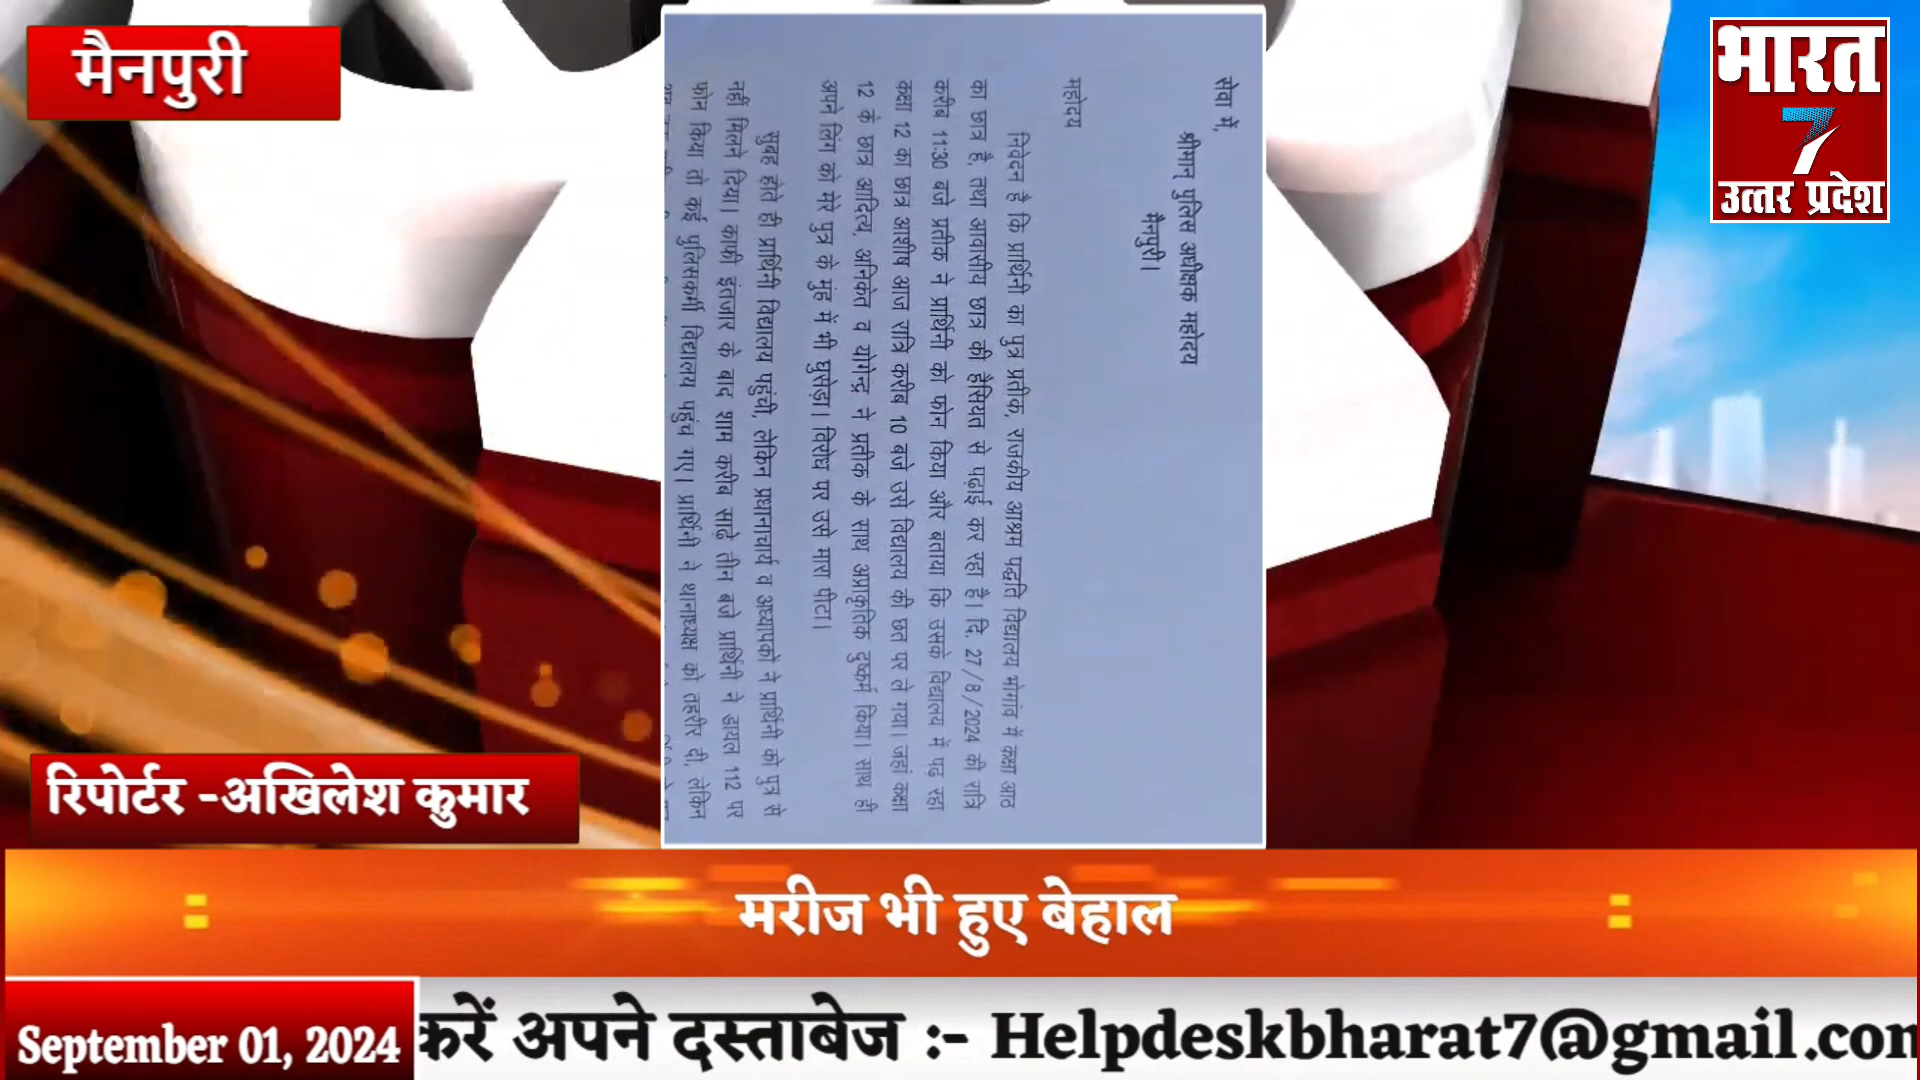 मैनपुरी
भारत
7
उत्तर प्रदेश
सेवा में,
श्रीमान् पुलिस अधीक्षक महोदय
मैनपुरी।
महोदय
निवेदन है कि प्रार्थिनी का पुत्र प्रतीक, राजकीय आश्रम पद्धति विद्यालय भोगांव में कक्षा आठ
का छात्र है, तथा आवासीय छात्र की हैसियत से पढ़ाई कर रहा है। दि. 27/8/2024 की रात्रि
करीब 11:30 बजे प्रतीक ने प्रार्थिनी को फोन किया और बताया कि उसके विद्यालय में पढ़ रहा
कक्षा 12 का छात्र आशीष आज रात्रि करीब 10 बजे उसे विद्यालय की छत पर ले गया। जहां कक्षा
12 के छात्र आदित्य, अनिकेत व योगेन्द्र ने प्रतीक के साथ अप्राकृतिक दुष्कर्म किया। साथ ही
अपने लिंग को मेरे पुत्र के मुंह में भी घुसेड़ा। विरोध पर उसे मारा पीटा।
सुबह होते ही प्रार्थिनी विद्यालय पहुंची, लेकिन प्रधानाचार्य व अध्यापकों ने प्रार्थिनी को पुत्र से
नहीं मिलने दिया। काफी इंतजार के बाद शाम करीब साढ़े तीन बजे प्रार्थिनी ने डायल 112 पर
फोन किया तो कई पुलिसकर्मी विद्यालय पहुंच गए। प्रार्थिनी ने थानाध्यक्ष को तहरीर दी, लेकिन
रिपोर्टर -अखिलेश कुमार
मरीज भी हुए बेहाल
September 01, 2024
करें अपने दस्ताबेज :- Helpdeskbharat7@gmail.com